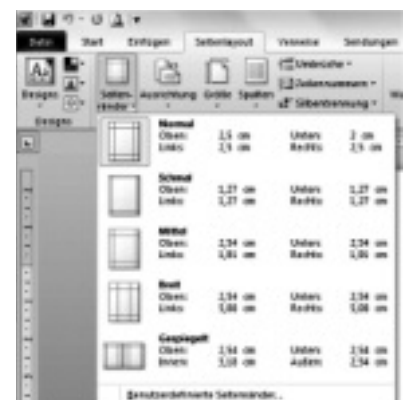 Datei Start Einfügen Seitenlayout Verweise Sendungen
Designs Seiten- Ausrichtung Größe Spalten Umbrüche
ränder Zeilennummern
Silbentrennung
Designs
Normal
Oben: 2,5 cm Unten: 2 cm
Links: 2,5 cm Rechts: 2,5 cm
Schmal
Oben: 1,27 cm Unten: 1,27 cm
Links: 1,27 cm Rechts: 1,27 cm
Mittel
Oben: 2,54 cm Unten: 2,54 cm
Links: 1,91 cm Rechts: 1,91 cm
Breit
Oben: 2,54 cm Unten: 2,54 cm
Links: 5,08 cm Rechts: 5,08 cm
Gespiegelt
Oben: 2,54 cm Unten: 2,54 cm
Innen: 3,18 cm Außen: 2,54 cm
Benutzerdefinierte Seitenränder...